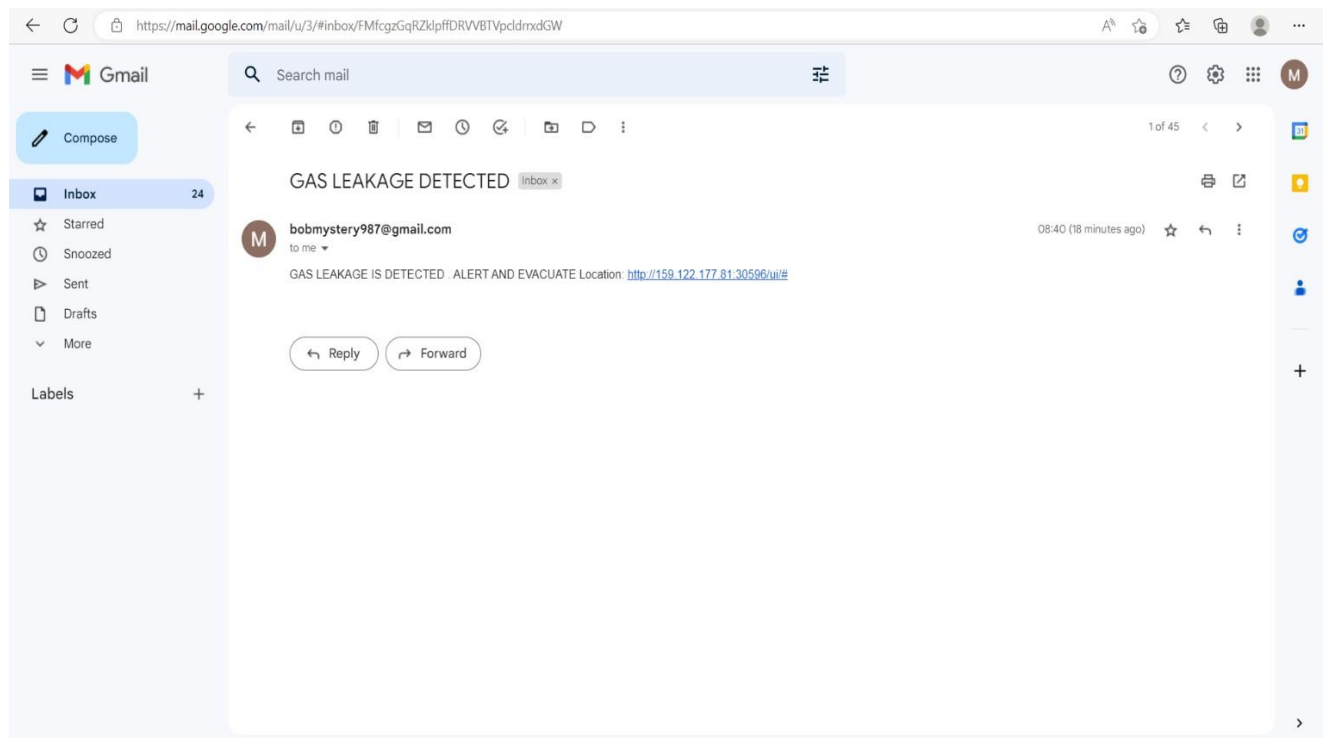 https://mail.google.com/mail/u/3/#inbox/FMfcgzGqRZklpffDRVVBTVpcldrrxdGW
Gmail
Search mail
M
Compose
1 of 45
31
GAS LEAKAGE DETECTED Inbox ×
Inbox 24
Starred
bobmystery987@gmail.com 08:40 (18 minutes ago)
M
to me
Snoozed
GAS LEAKAGE IS DETECTED . ALERT AND EVACUATE Location: http://159.122.177.81:30596/ui/#
Sent
Drafts
More
Reply Forward
Labels